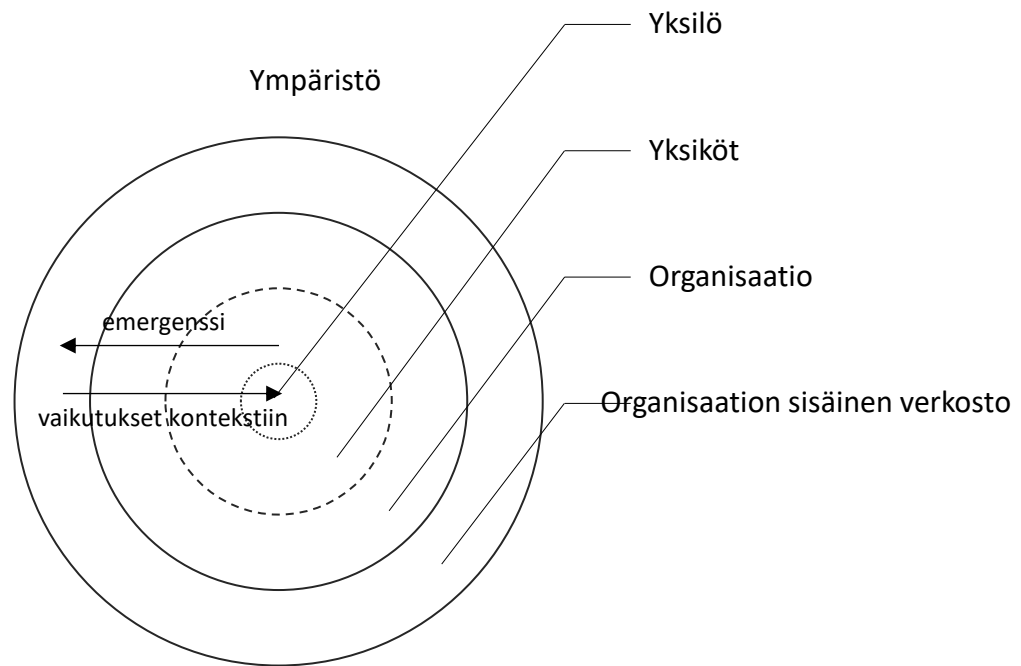 Yksilö
Ympäristö
Yksiköt
Organisaatio
emergenssi
Organisaation sisäinen verkosto
vaikutukset kontekstiin